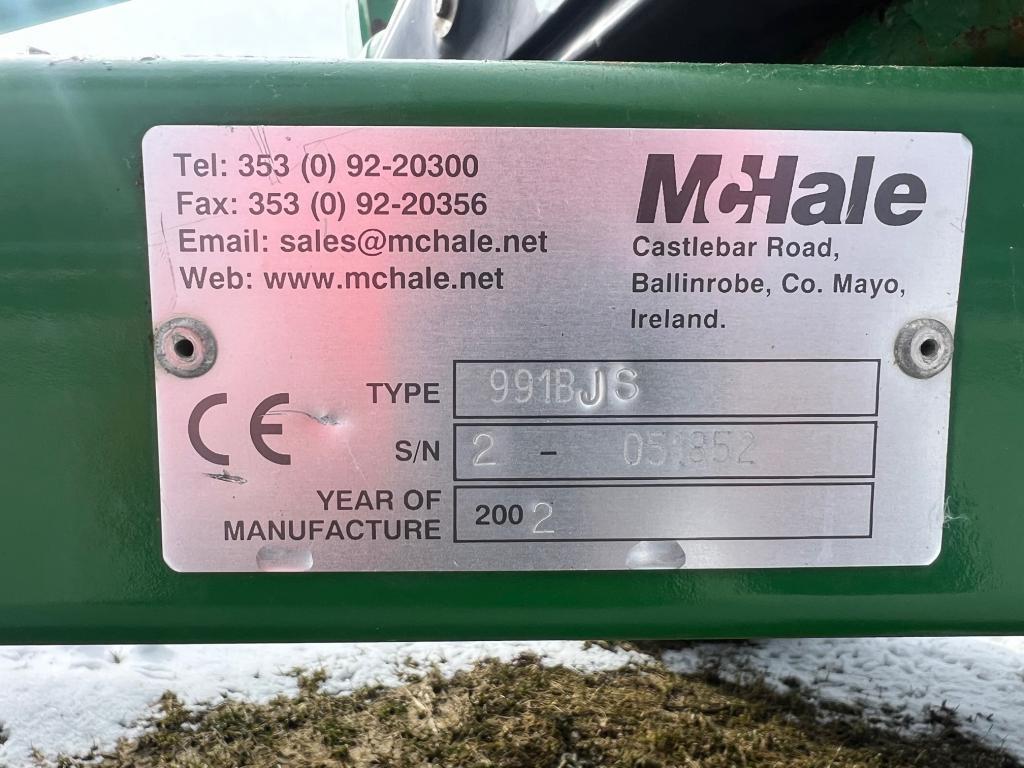 Tel: 353 (0) 92-20300
Fax: 353 (0) 92-20356
Email: sales@mchale.net
Web: www.mchale.net
McHale
Castlebar Road,
Ballinrobe, Co. Mayo,
Ireland.
CE
TYPE 991BJS
S/N 2 -
YEAR OF
MANUFACTURE 2002